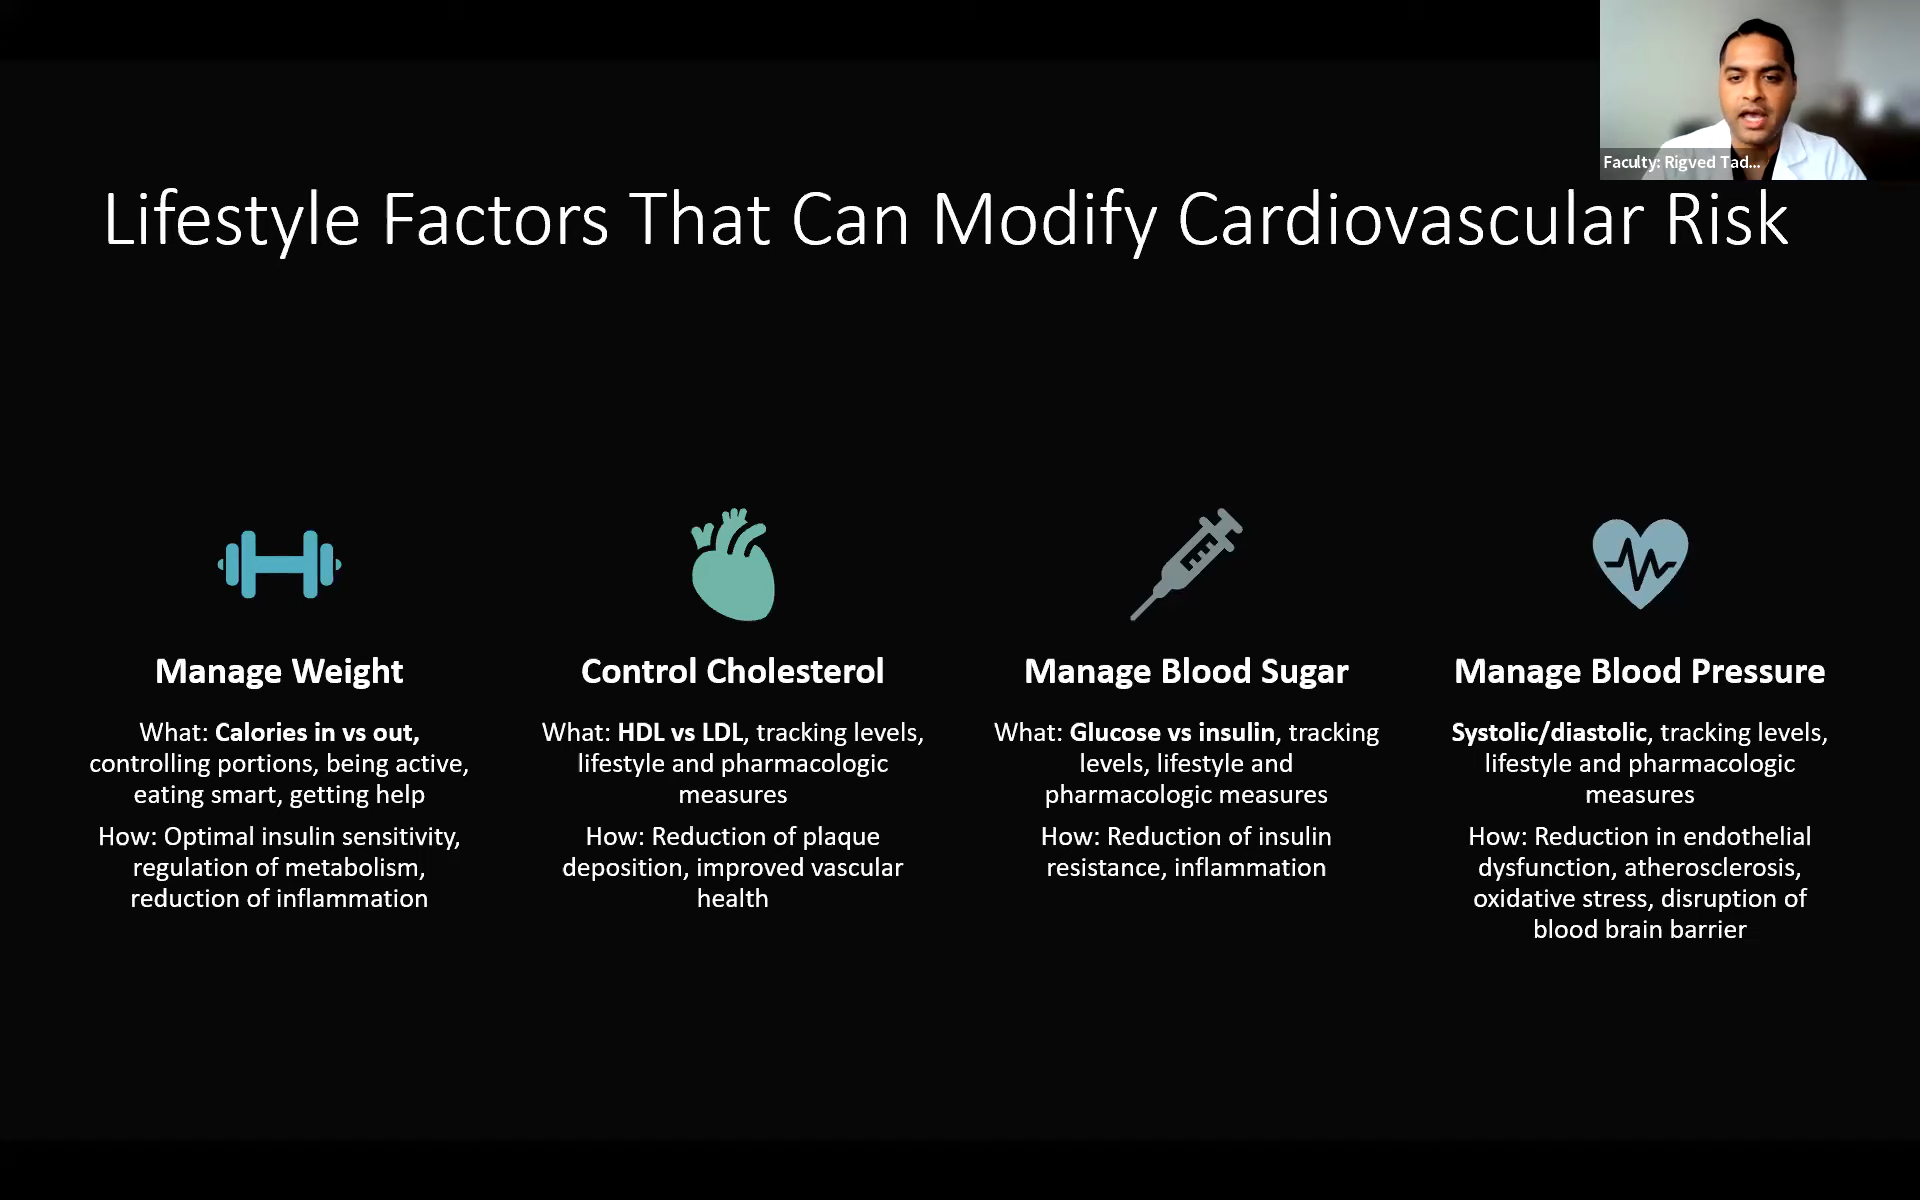 Faculty: Rigved Tad...
Lifestyle Factors That Can Modify Cardiovascular Risk
Manage Weight
What: Calories in vs out,
controlling portions, being active,
eating smart, getting help
How: Optimal insulin sensitivity,
regulation of metabolism,
reduction of inflammation
Control Cholesterol
What: HDL vs LDL, tracking levels,
lifestyle and pharmacologic
measures
How: Reduction of plaque
deposition, improved vascular
health
Manage Blood Sugar
What: Glucose vs insulin, tracking
levels, lifestyle and
pharmacologic measures
How: Reduction of insulin
resistance, inflammation
Manage Blood Pressure
Systolic/diastolic, tracking levels,
lifestyle and pharmacologic
measures
How: Reduction in endothelial
dysfunction, atherosclerosis,
oxidative stress, disruption of
blood brain barrier